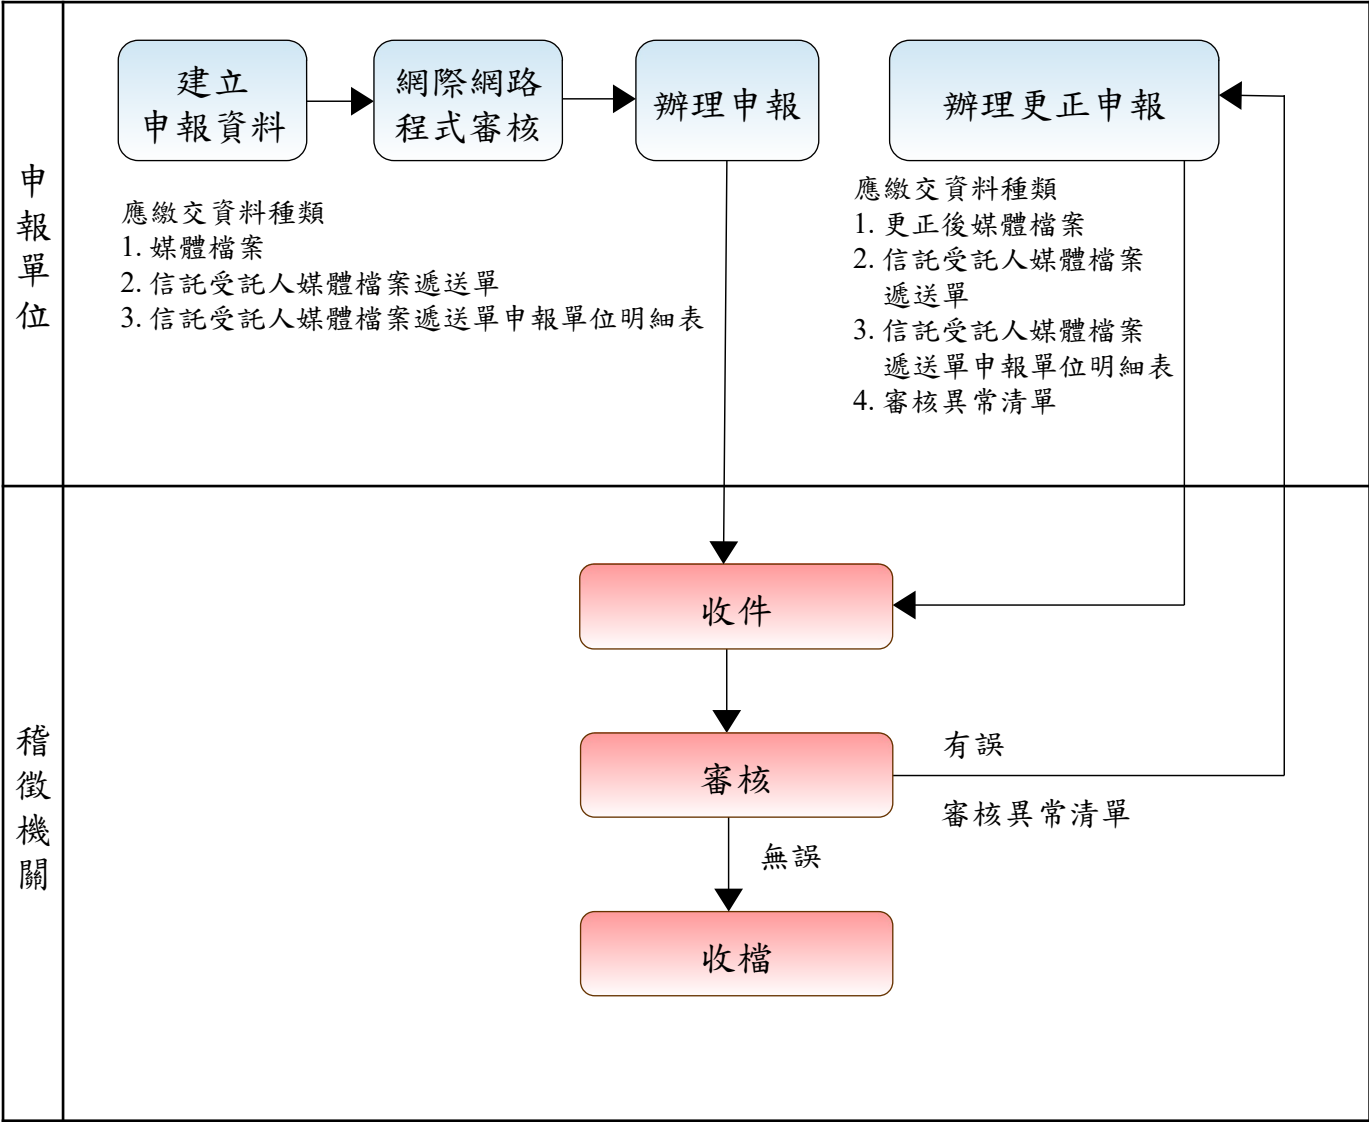 申報單位
建立
申報資料
網際網路
程式審核
辦理申報
辦理更正申報
應繳交資料種類
1. 媒體檔案
2. 信託受託人媒體檔案遞送單
3. 信託受託人媒體檔案遞送單申報單位明細表
應繳交資料種類
1. 更正後媒體檔案
2. 信託受託人媒體檔案
遞送單
3. 信託受託人媒體檔案
遞送單申報單位明細表
4. 審核異常清單
稽徵機關
收件
審核
有誤
審核異常清單
無誤
收檔